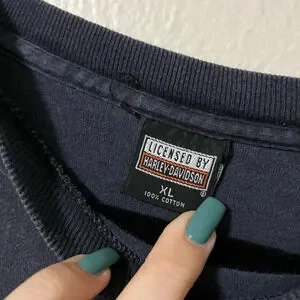 LICENSED BY
HARLEY-DAVIDSON
®
XL
100% COTTON